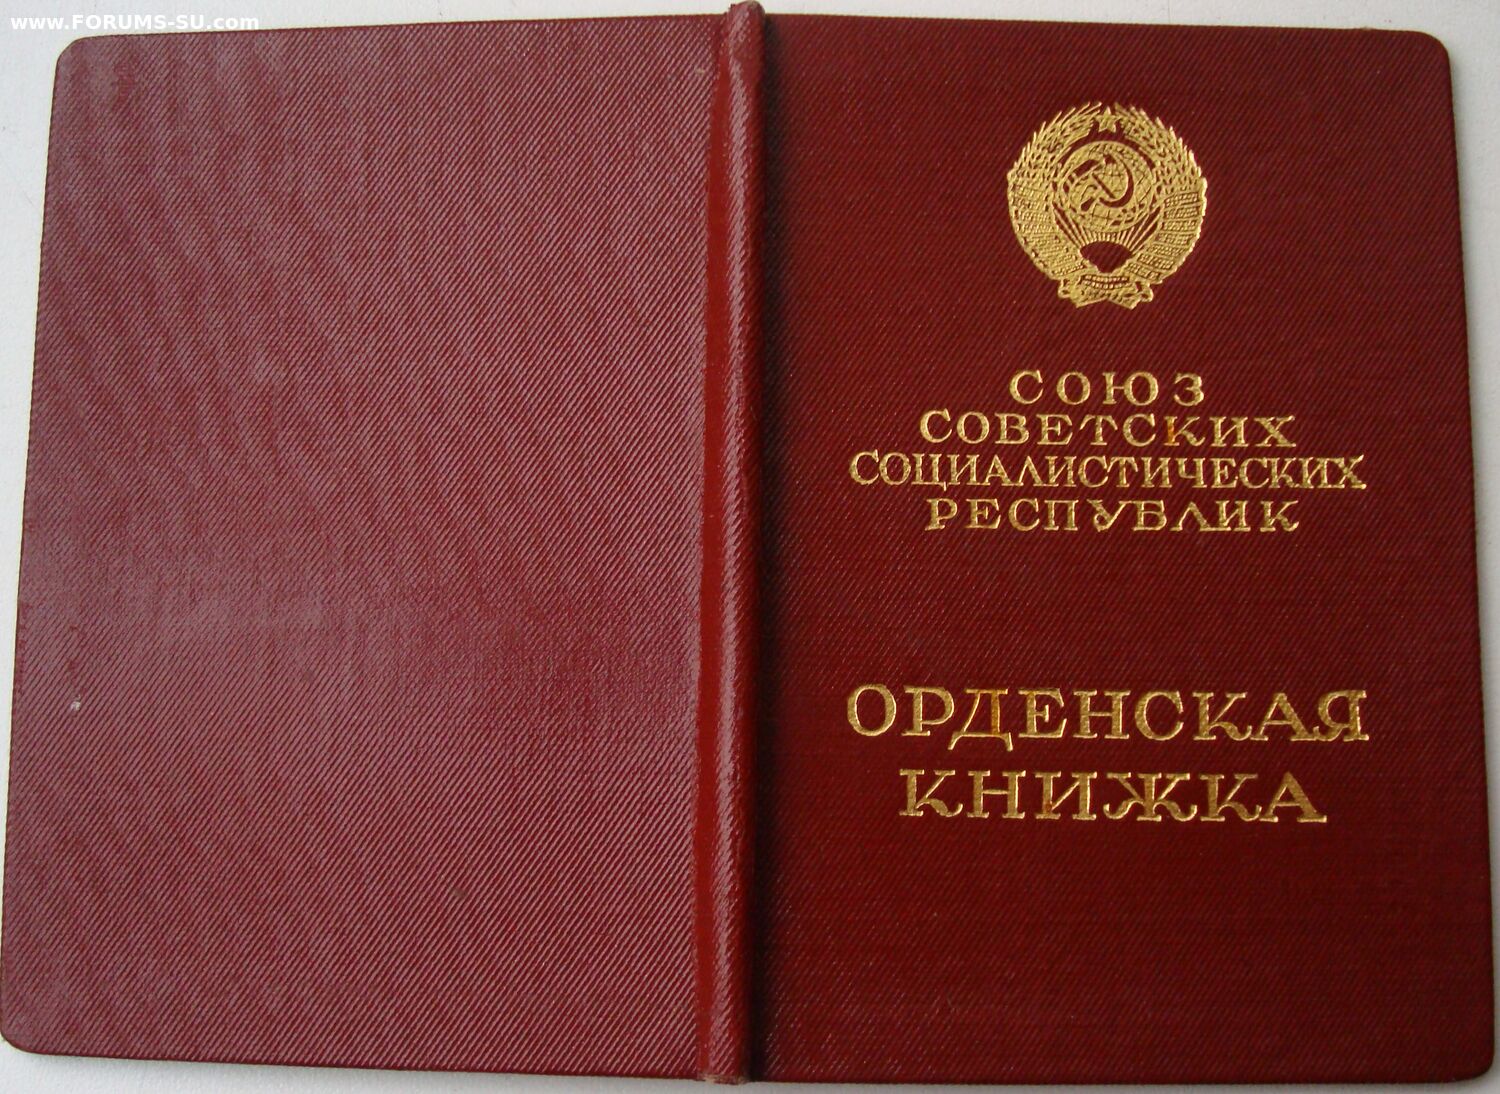 www.FORUMS-SU.com
СОЮЗ
СОВЕТСКИХ
СОЦИАЛИСТИЧЕСКИХ
РЕСПУБЛИК
ОРДЕНСКАЯ
КНИЖКА